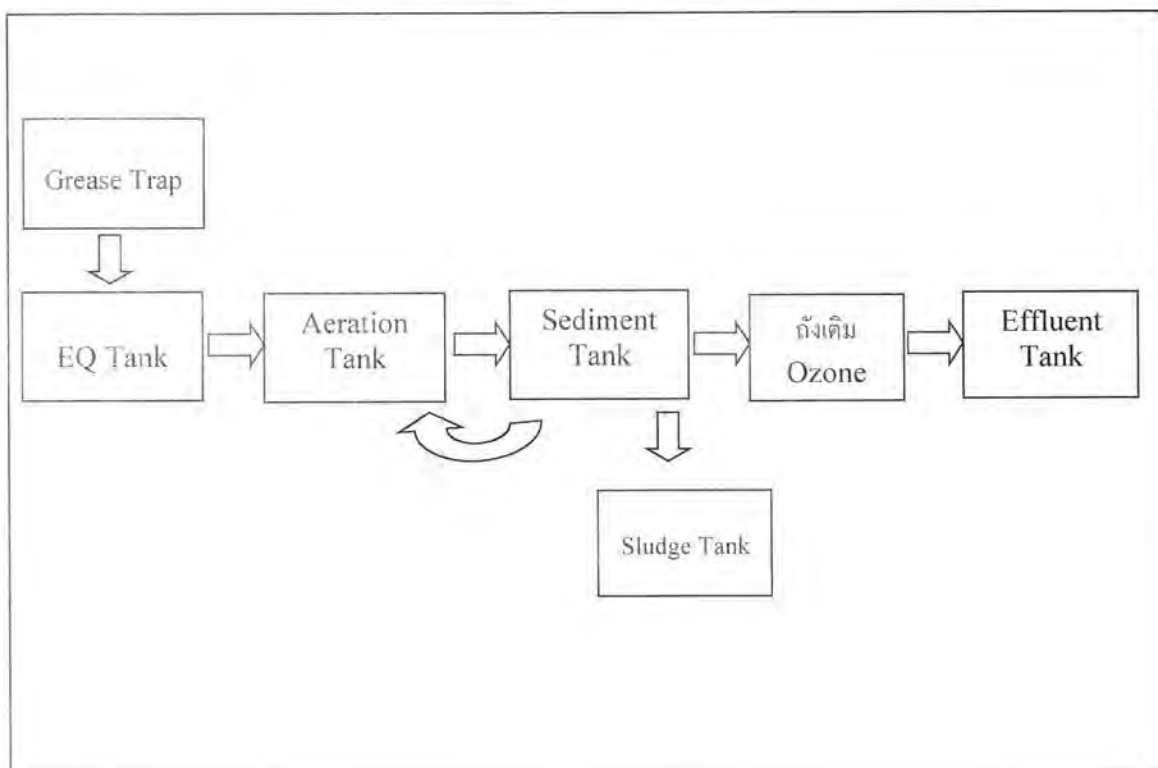 Grease Trap
EQ Tank
Aeration
Tank
Sediment
Tank
ถังเติม
Ozone
Effluent
Tank
Sludge Tank